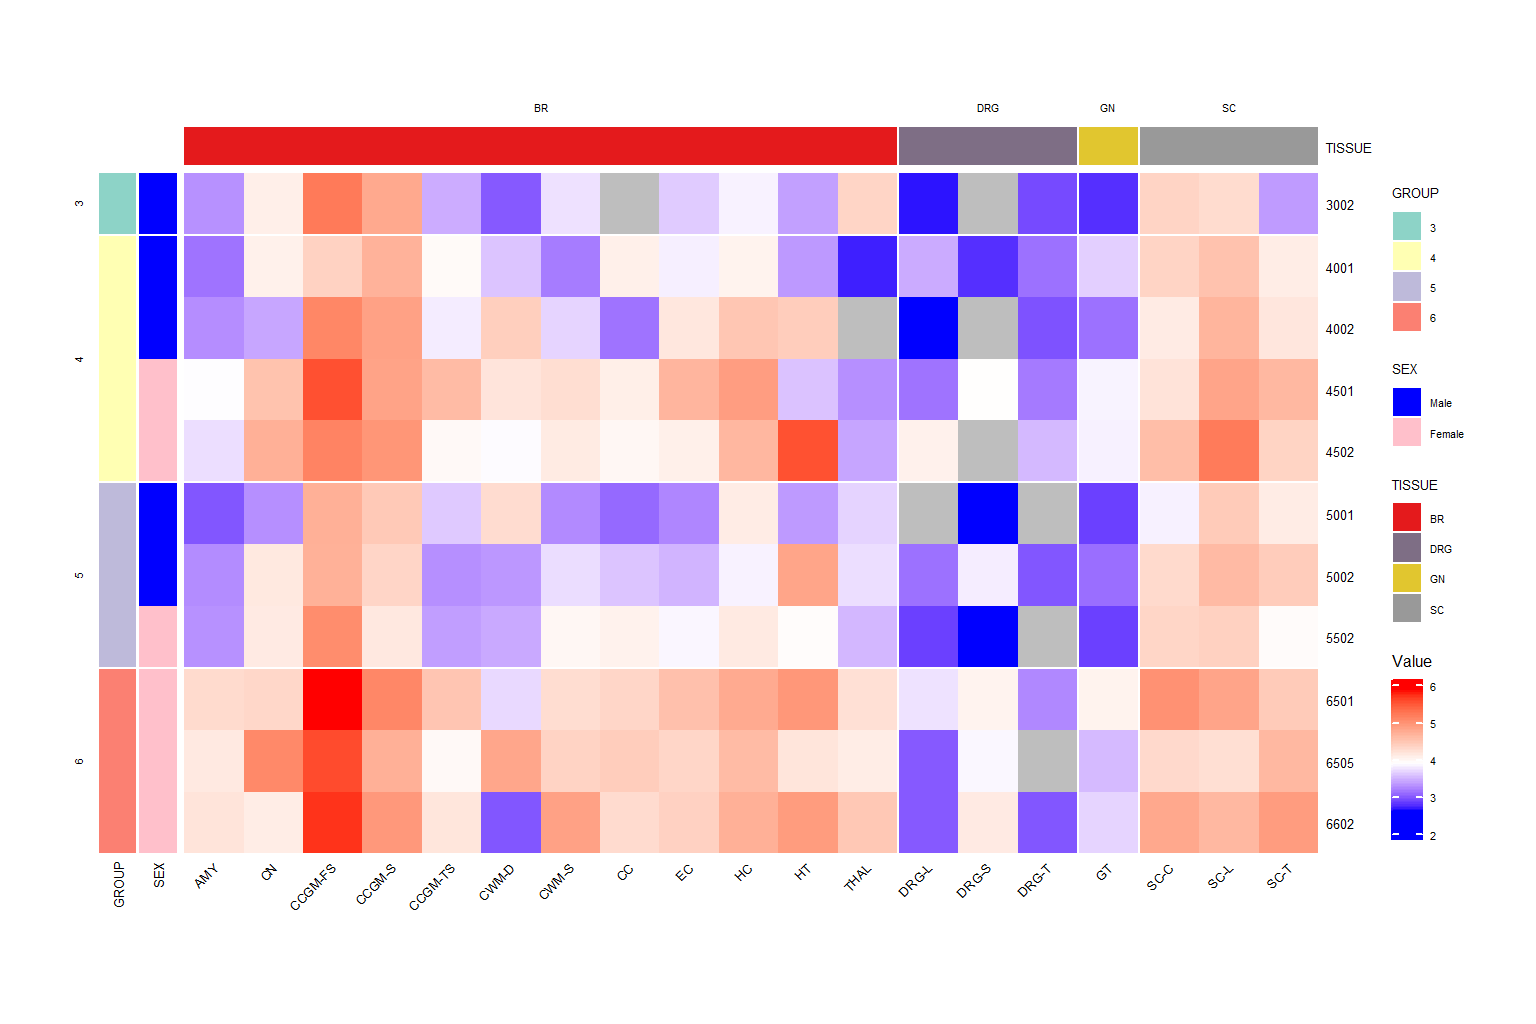 BR DRG GN SC
TISSUE
3 3002
4001
4002
4
4501
4502
5001
5 5002
5502
6501
6 6505
6602
GROUP SEX AMY ON CCGM-FS CCGM-S CCGM-TS CWM-D CWM-S CC EC HC HT THAL DRG-L DRG-S DRG-T GT SC-C SC-L SC-T
GROUP
3
4
5
6
SEX
Male
Female
TISSUE
BR
DRG
GN
SC
Value
6
5
4
3
2